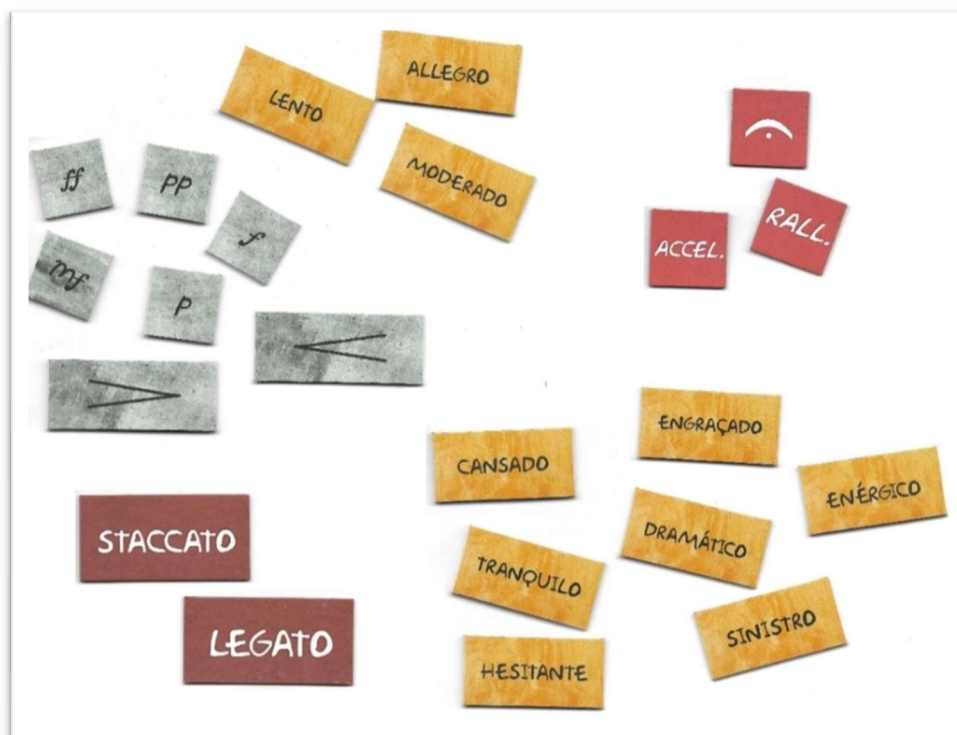 LENTO
ALLEGRO
MODERADO
ff
pp
f
mf
p
ACCEL.
RALL.
CANSADO
ENGRAÇADO
ENÉRGICO
TRANQUILO
DRAMÁTICO
HESITANTE
SINISTRO
STACCATO
LEGATO